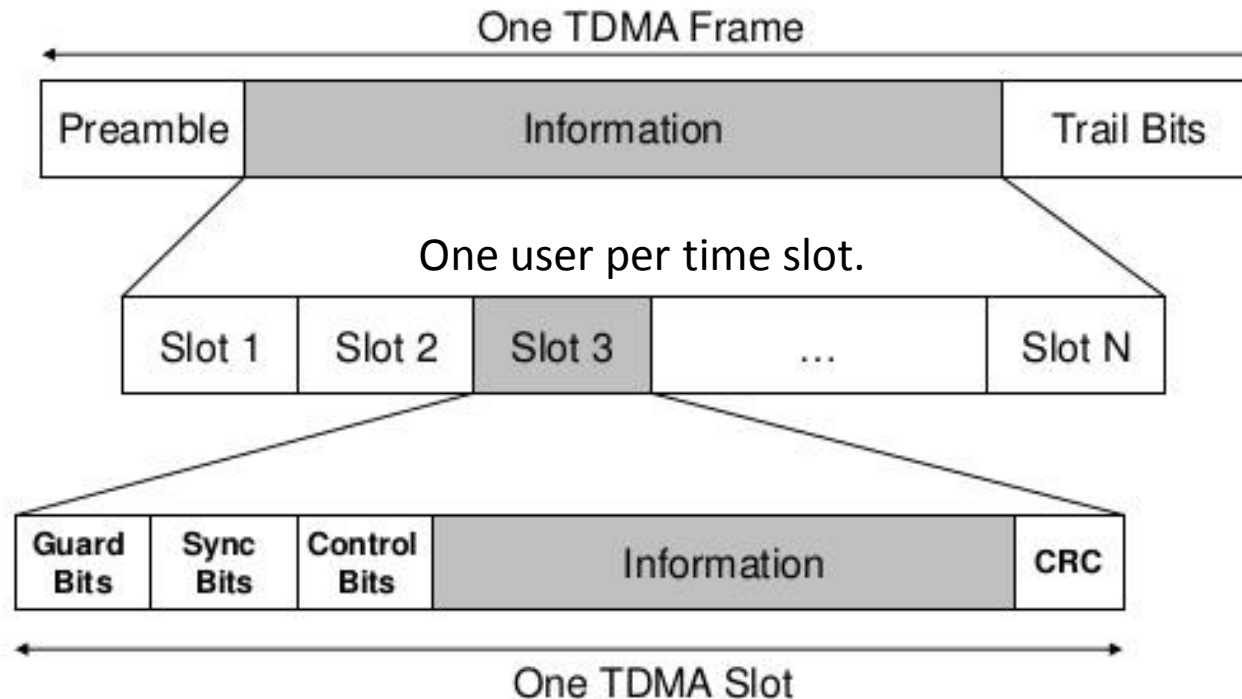 One TDMA Frame
Preamble Information Trail Bits
One user per time slot.
Slot 1 Slot 2 Slot 3 ... Slot N
Guard Bits Sync Bits Control Bits Information CRC
One TDMA Slot